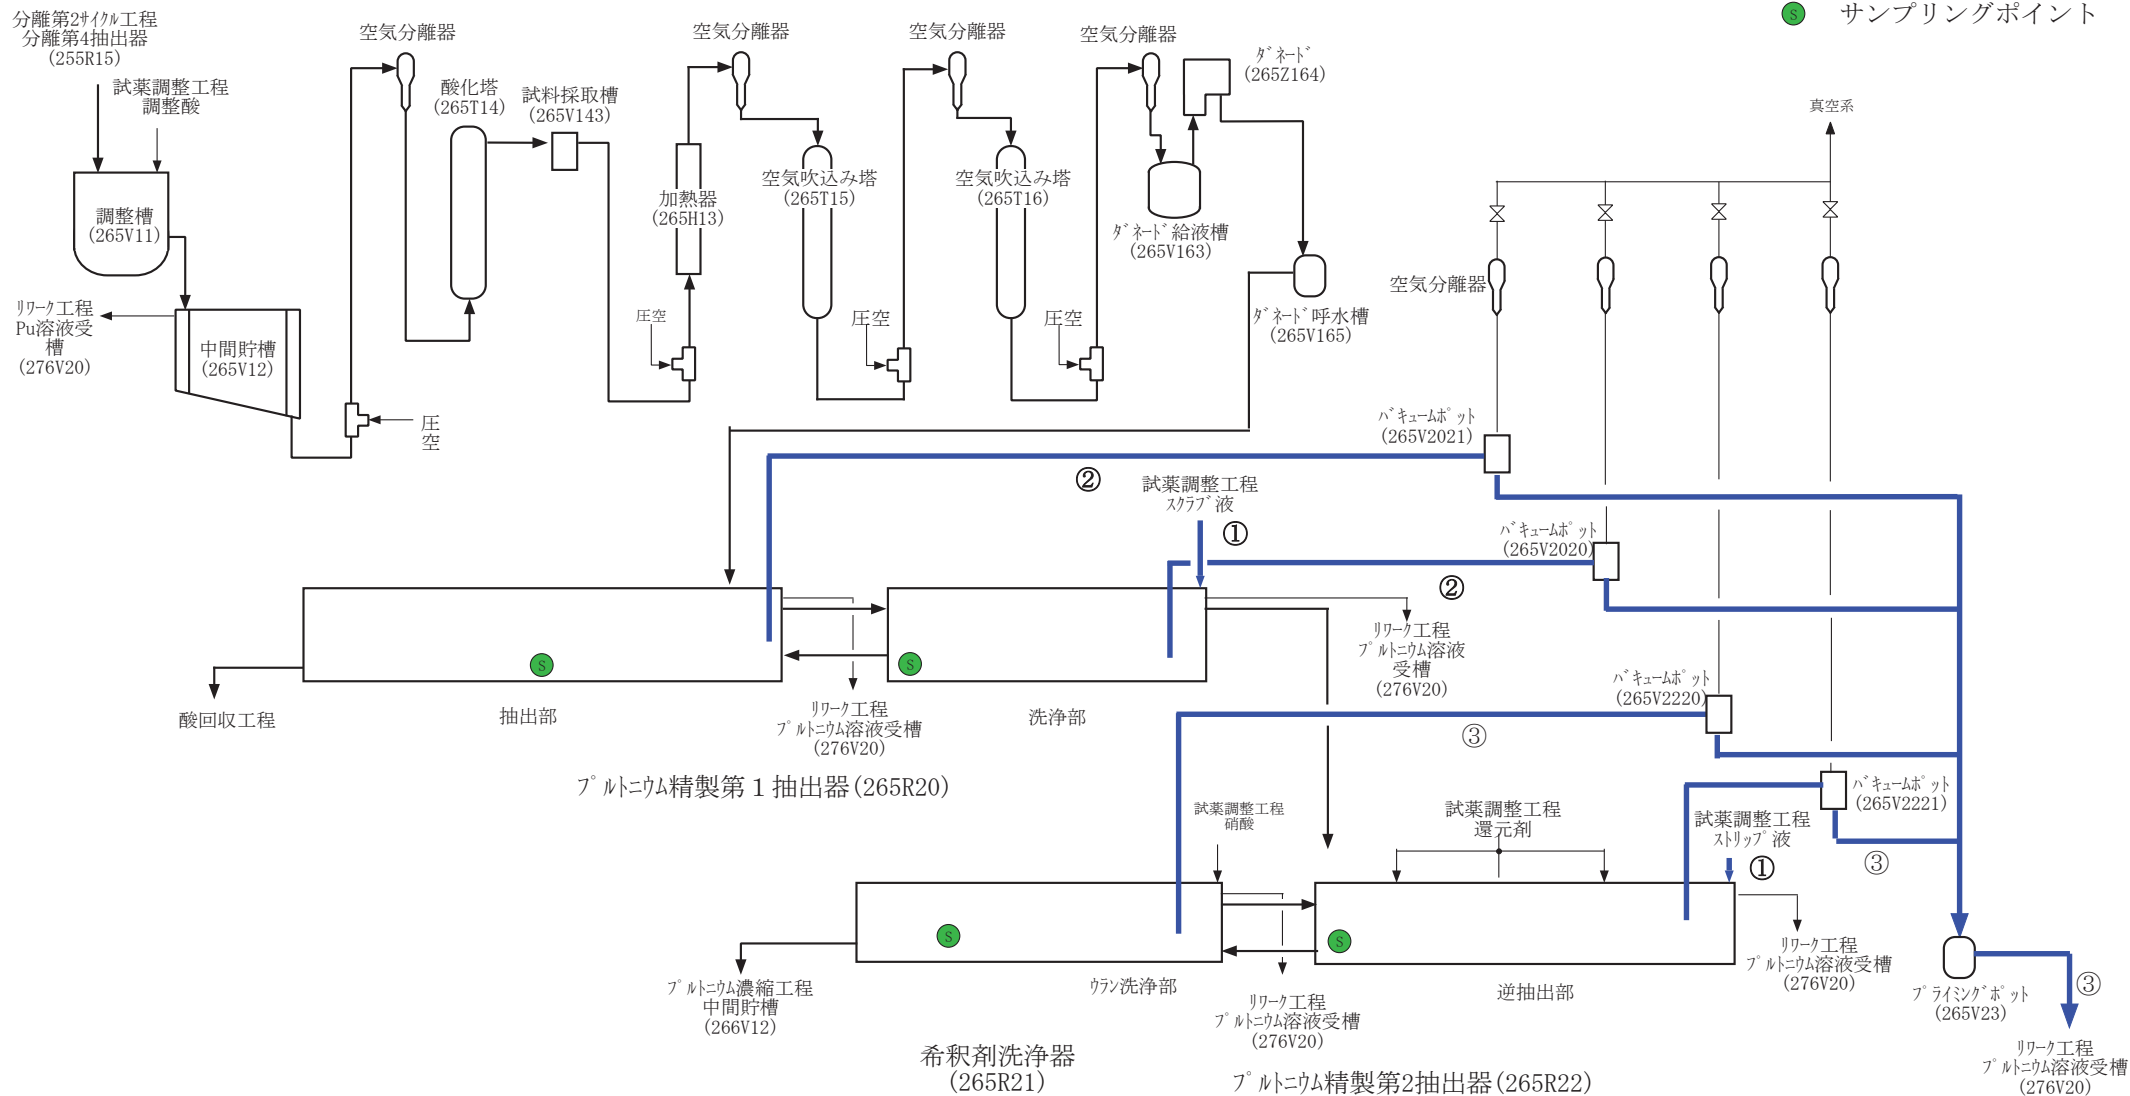 サンプリングポイント
分離第2ｻｲｸﾙ工程
分離第4抽出器
(255R15)
試薬調整工程
調整酸
空気分離器
酸化塔
(265T14)
試料採取槽
(265V143)
空気分離器
空気分離器
空気分離器
ﾀﾞﾈｰﾄﾞ
(265Z164)
真空系
調整槽
(265V11)
加熱器
(265H13)
空気吹込み塔
(265T15)
空気吹込み塔
(265T16)
ﾀﾞﾈｰﾄﾞ給液槽
(265V163)
空気分離器
ﾘﾜｰｸ工程
Pu溶液受
槽
(276V20)
中間貯槽
(265V12)
圧空
圧空
圧空
ﾀﾞﾈｰﾄﾞ呼水槽
(265V165)
圧
空
ﾊﾞｷｭｰﾑﾎﾟｯﾄ
(265V2021)
②
試薬調整工程
ｽｸﾗﾌﾞ液
①
ﾊﾞｷｭｰﾑﾎﾟｯﾄ
(265V2020)
②
ﾘﾜｰｸ工程
ﾌﾟﾙﾄﾆｳﾑ溶液
受槽
(276V20)
S
S
酸回収工程
抽出部
ﾘﾜｰｸ工程
ﾌﾟﾙﾄﾆｳﾑ溶液受槽
(276V20)
洗浄部
ﾊﾞｷｭｰﾑﾎﾟｯﾄ
(265V2220)
③
ﾌﾟﾙﾄﾆｳﾑ精製第１抽出器(265R20)
ﾊﾞｷｭｰﾑﾎﾟｯﾄ
(265V2221)
試薬調整工程
硝酸
試薬調整工程
還元剤
試薬調整工程
ｽﾄﾘｯﾌﾟ液
①
③
S
S
ﾌﾟﾙﾄﾆｳﾑ濃縮工程
中間貯槽
(266V12)
ｳﾗﾝ洗浄部
ﾘﾜｰｸ工程
ﾌﾟﾙﾄﾆｳﾑ溶液受槽
(276V20)
逆抽出部
ﾘﾜｰｸ工程
ﾌﾟﾙﾄﾆｳﾑ溶液受槽
(276V20)
ﾌﾟﾗｲﾐﾝｸﾞﾎﾟｯﾄ
(265V23)
③
希釈剤洗浄器
(265R21)
ﾌﾟﾙﾄﾆｳﾑ精製第2抽出器(265R22)
ﾘﾜｰｸ工程
ﾌﾟﾙﾄﾆｳﾑ溶液受槽
(276V20)
S